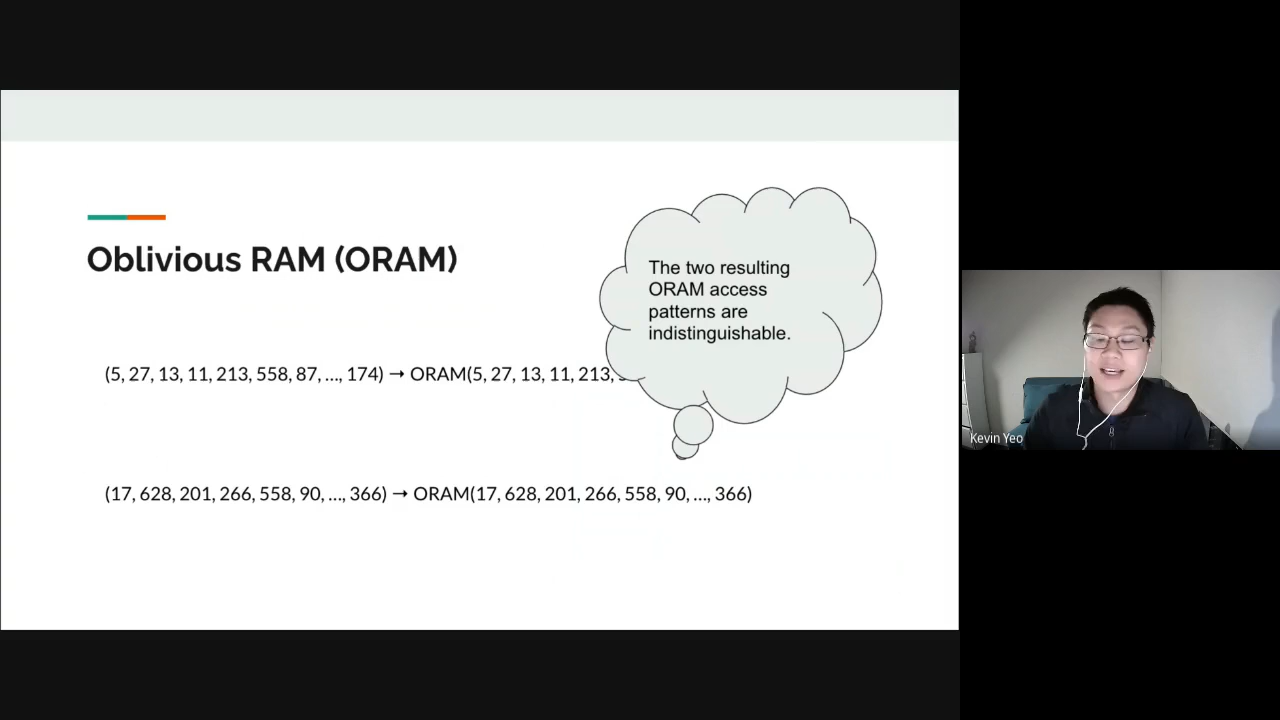 Oblivious RAM (ORAM)
The two resulting
ORAM access
patterns are
indistinguishable.
(5, 27, 13, 11, 213, 558, 87, ..., 174) → ORAM(5, 27, 13, 11, 213,
(17, 628, 201, 266, 558, 90, ..., 366) → ORAM(17, 628, 201, 266, 558, 90, ..., 366)
Kevin Yeo